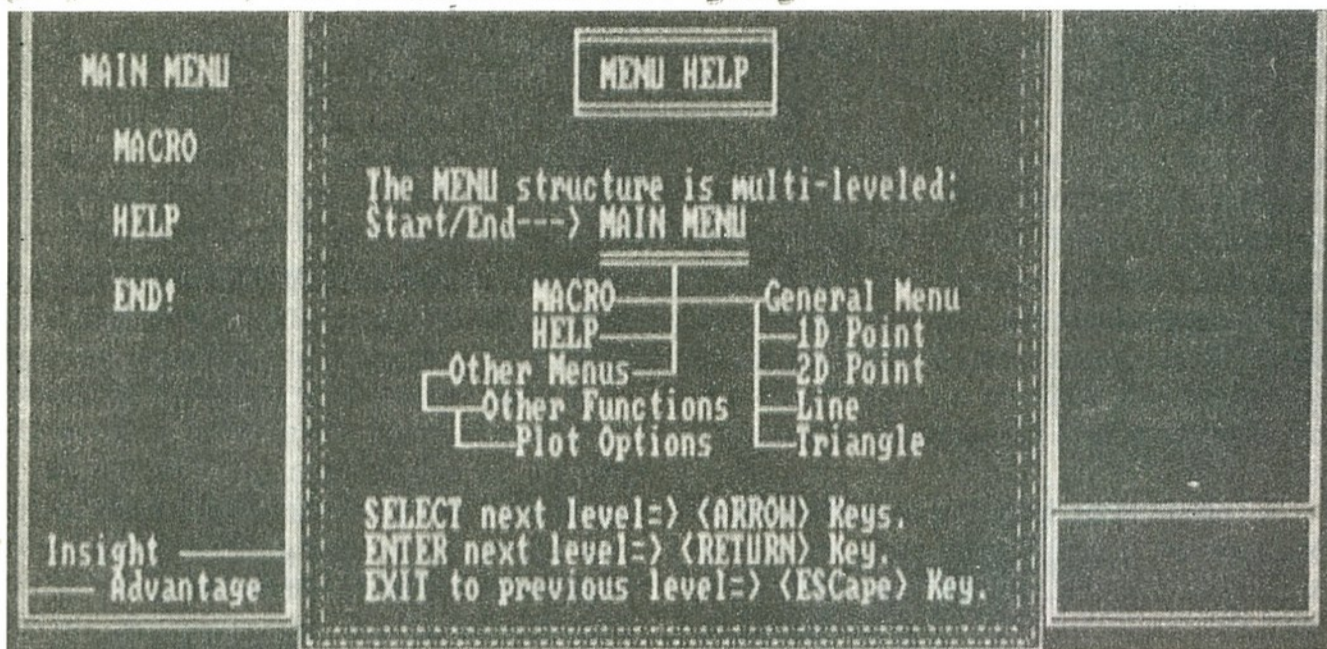 MAIN MENU
MACRO
HELP
END!
Insight
Advantage
MENU HELP
The MENU structure is multi-leveled:
Start/End---> MAIN MENU
MACRO General Menu
HELP 1D Point
Other Menus 2D Point
Other Functions Line
Plot Options Triangle
SELECT next level=> <ARROW> Keys.
ENTER next level=> <RETURN> Key.
EXIT to previous level=> <ESCape> Key.